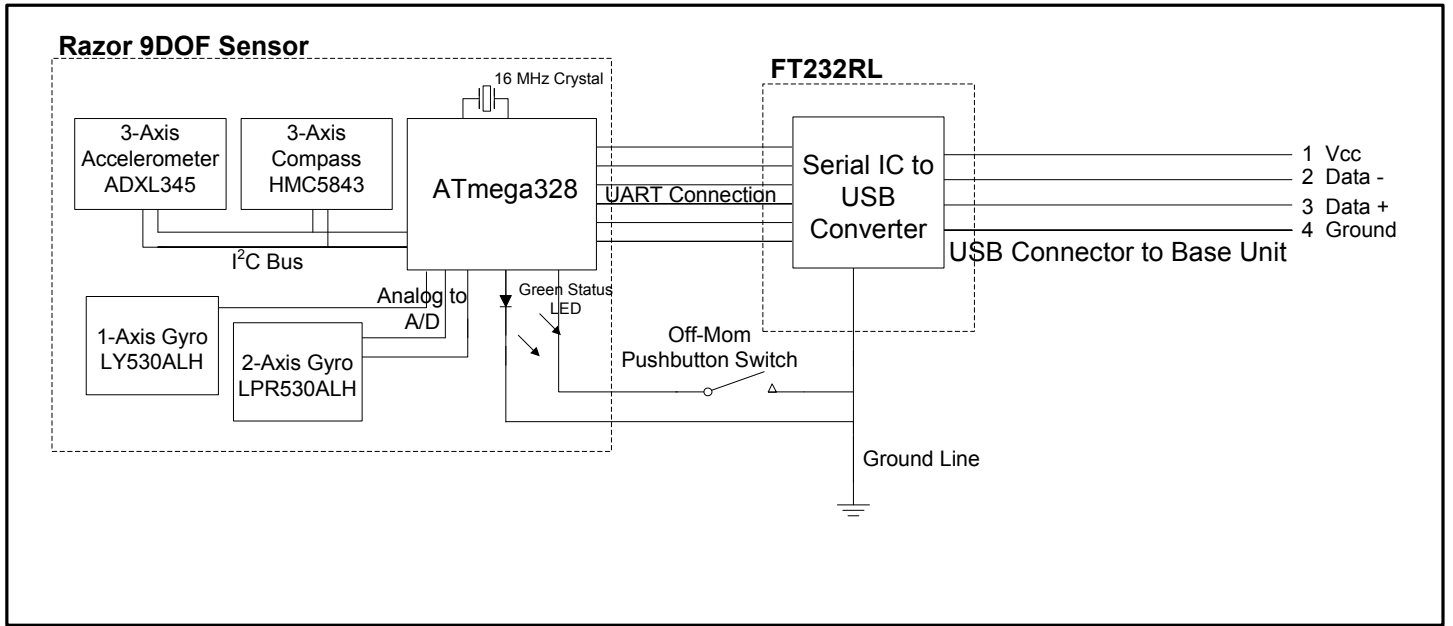 Razor 9DOF Sensor
16 MHz Crystal
3-Axis
Accelerometer
ADXL345
3-Axis
Compass
HMC5843
ATmega328
I²C Bus
1-Axis Gyro
LY530ALH
2-Axis Gyro
LPR530ALH
Analog to
A/D
Green Status
LED
UART Connection
FT232RL
Serial IC to
USB
Converter
1 Vcc
2 Data -
3 Data +
4 Ground
USB Connector to Base Unit
Off-Mom
Pushbutton Switch
Ground Line